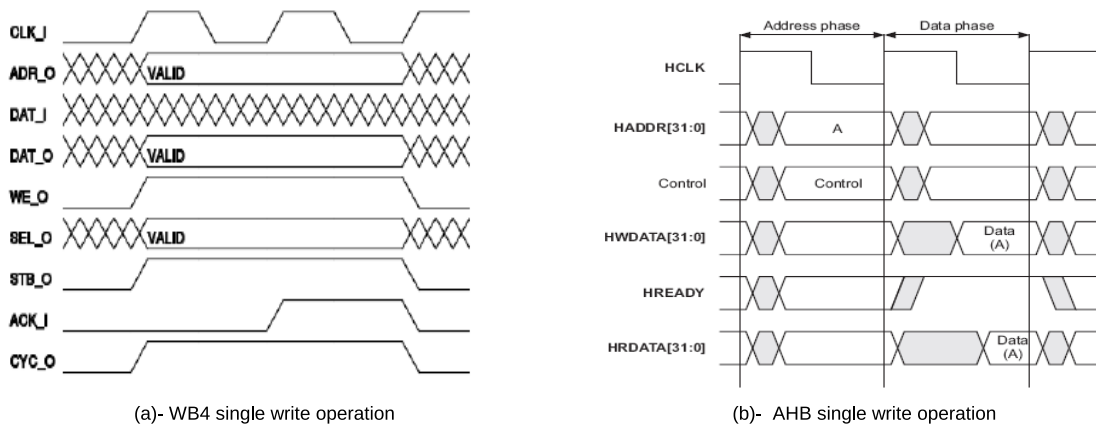 CLK_I
ADR_O
VALID
DAT_I
DAT_O
VALID
WE_O
SEL_O
VALID
STB_O
ACK_I
CYC_O
(a)- WB4 single write operation
Address phase Data phase
HCLK
HADDR[31:0]
A
Control
Control
HWDATA[31:0]
Data
(A)
HREADY
HRDATA[31:0]
Data
(A)
(b)- AHB single write operation